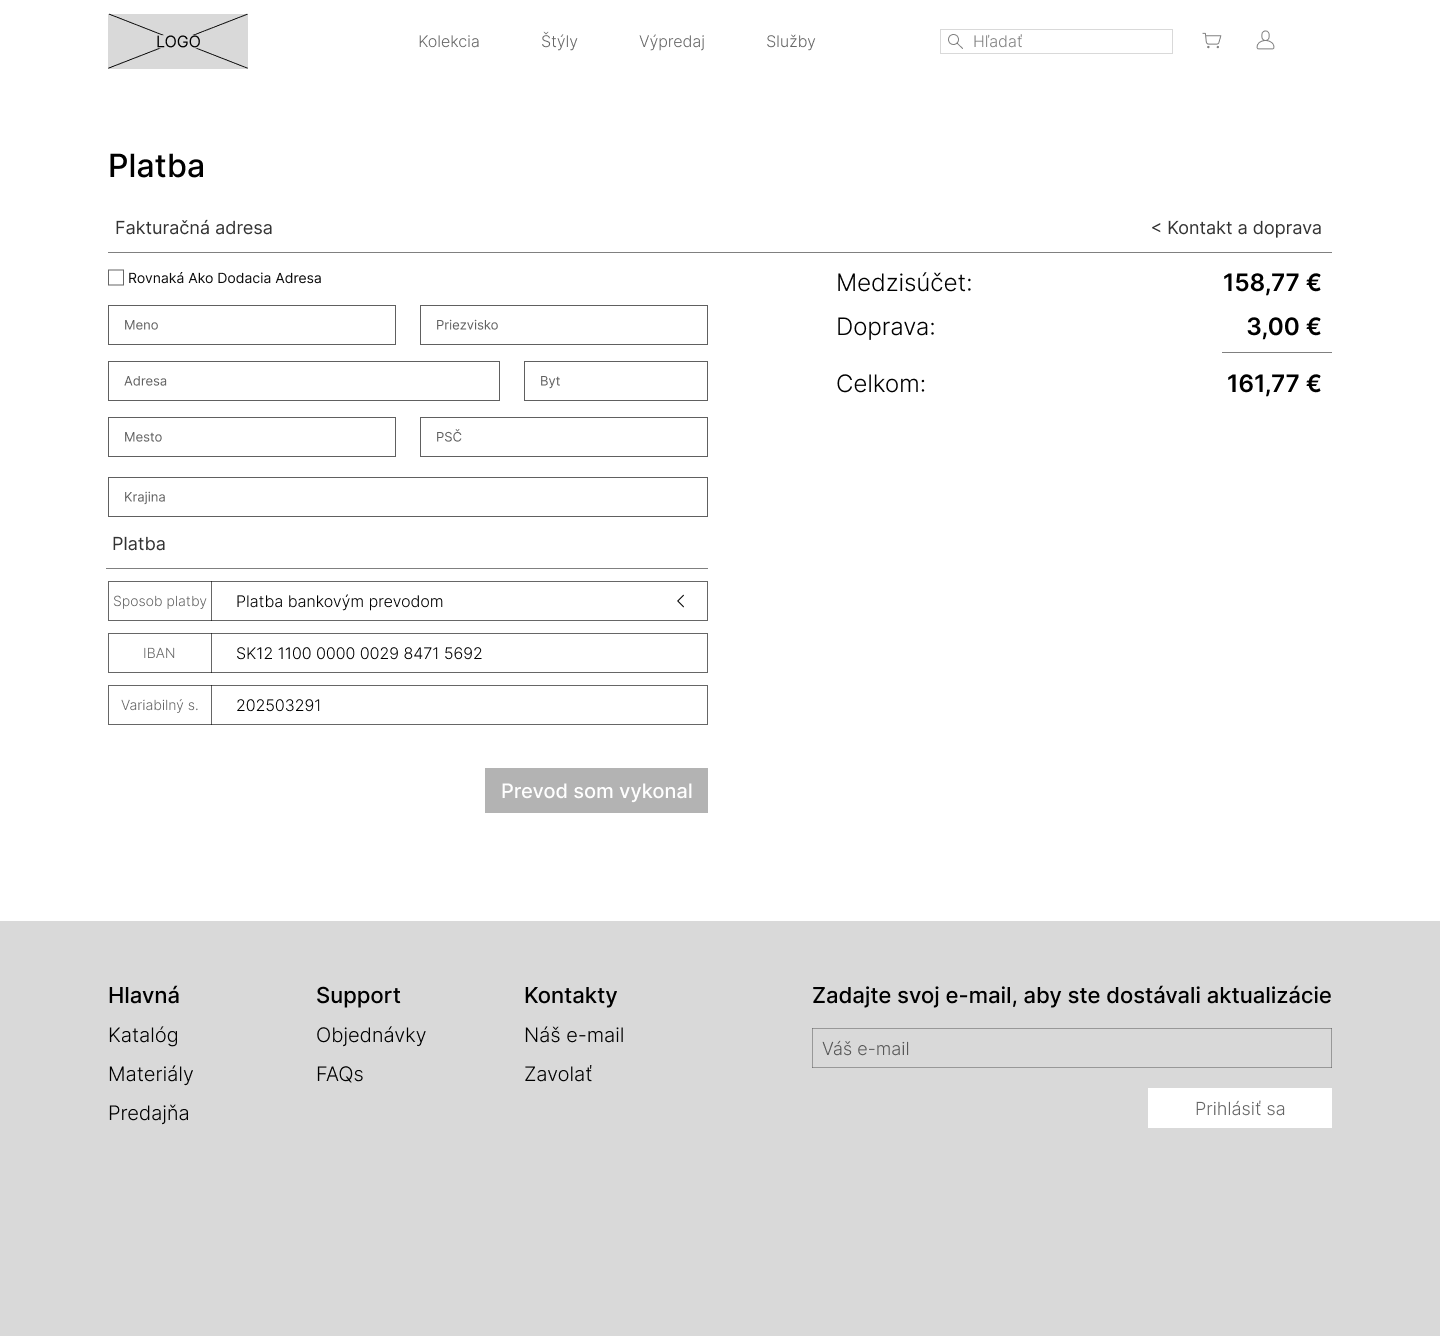 LOGO
Kolekcia
Štýly
Výpredaj
Služby
Hľadať
Platba
Fakturačná adresa
< Kontakt a doprava
Rovnaká Ako Dodacia Adresa
Meno
Priezvisko
Adresa
Byt
Mesto
PSČ
Krajina
Medzisúčet: 158,77 €
Doprava: 3,00 €
Celkom: 161,77 €
Platba
Sposob platby Platba bankovým prevodom
IBAN SK12 1100 0000 0029 8471 5692
Variabilný s. 202503291
Prevod som vykonal
Hlavná
Katalóg
Materiály
Predajňa
Support
Objednávky
FAQs
Kontakty
Náš e-mail
Zavolať
Zadajte svoj e-mail, aby ste dostávali aktualizácie
Váš e-mail
Prihlásiť sa